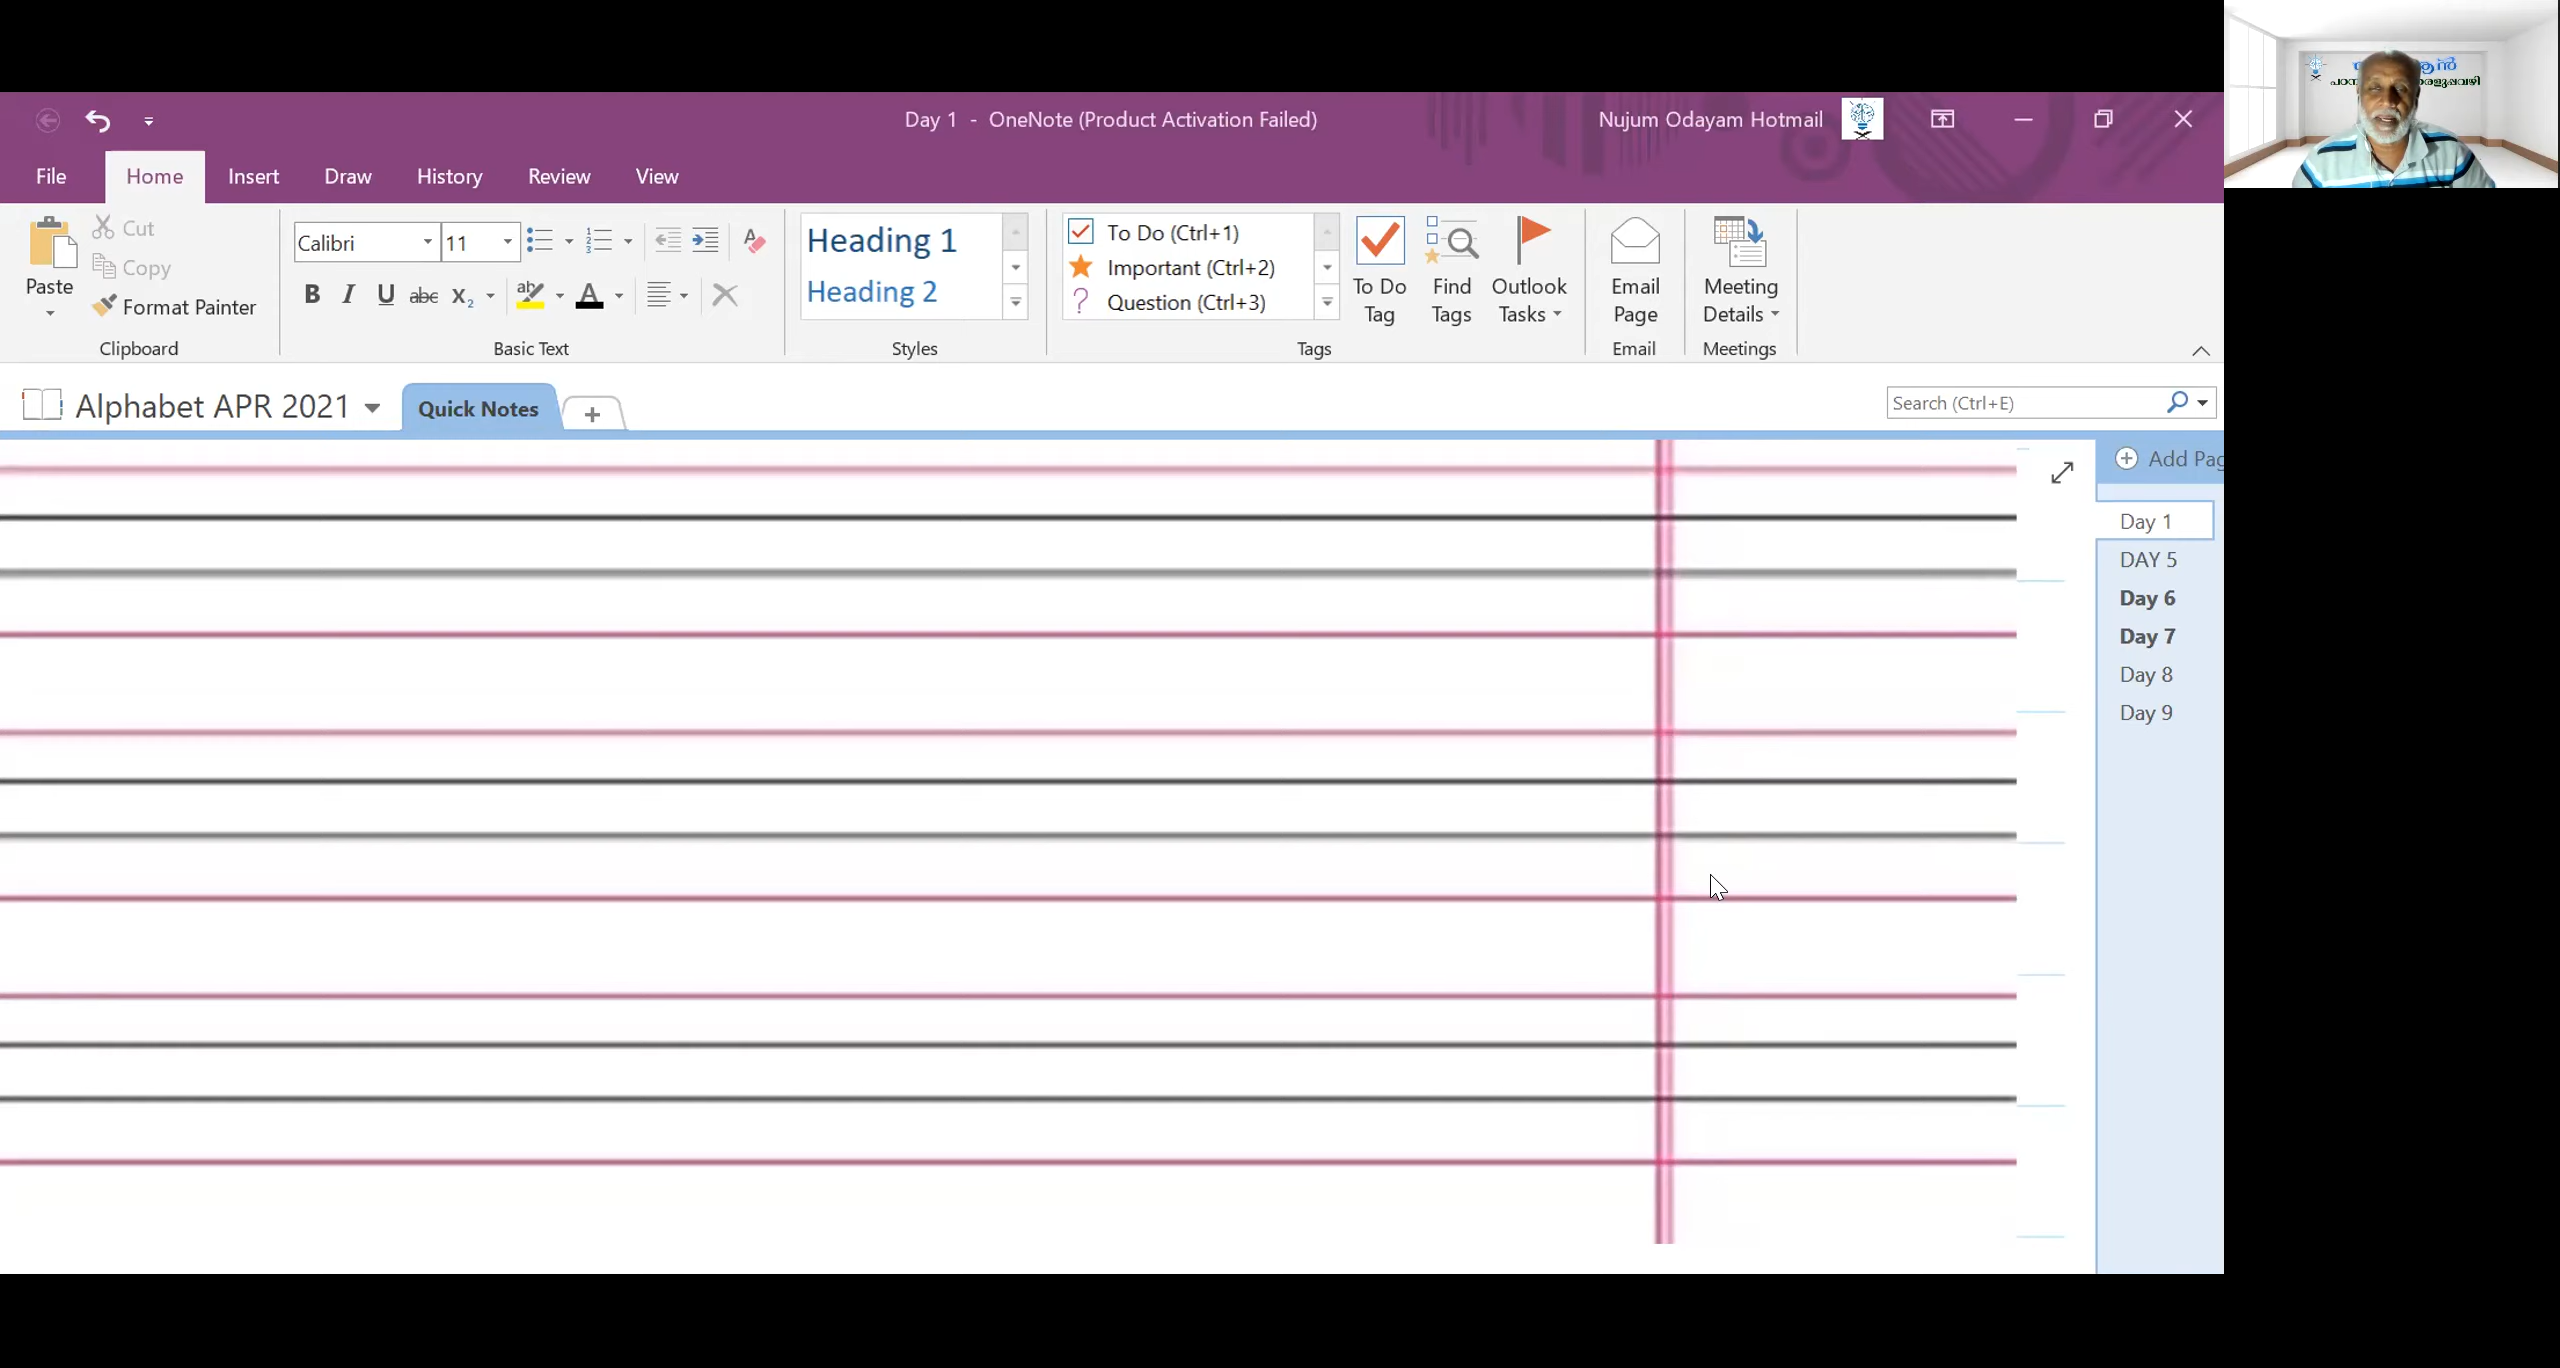 Day 1 - OneNote (Product Activation Failed)
Nujum Odayam Hotmail
File Home Insert Draw History Review View
Paste
Cut
Copy
Format Painter
Clipboard
Calibri 11
B I U abc X₂ ab A
Basic Text
Heading 1
Heading 2
Styles
To Do (Ctrl+1)
Important (Ctrl+2)
Question (Ctrl+3)
To Do Tag
Find Tags
Outlook Tasks
Tags
Email Page
Email
Meeting Details
Meetings
Alphabet APR 2021
Quick Notes
Search (Ctrl+E)
Add Pag
Day 1
DAY 5
Day 6
Day 7
Day 8
Day 9